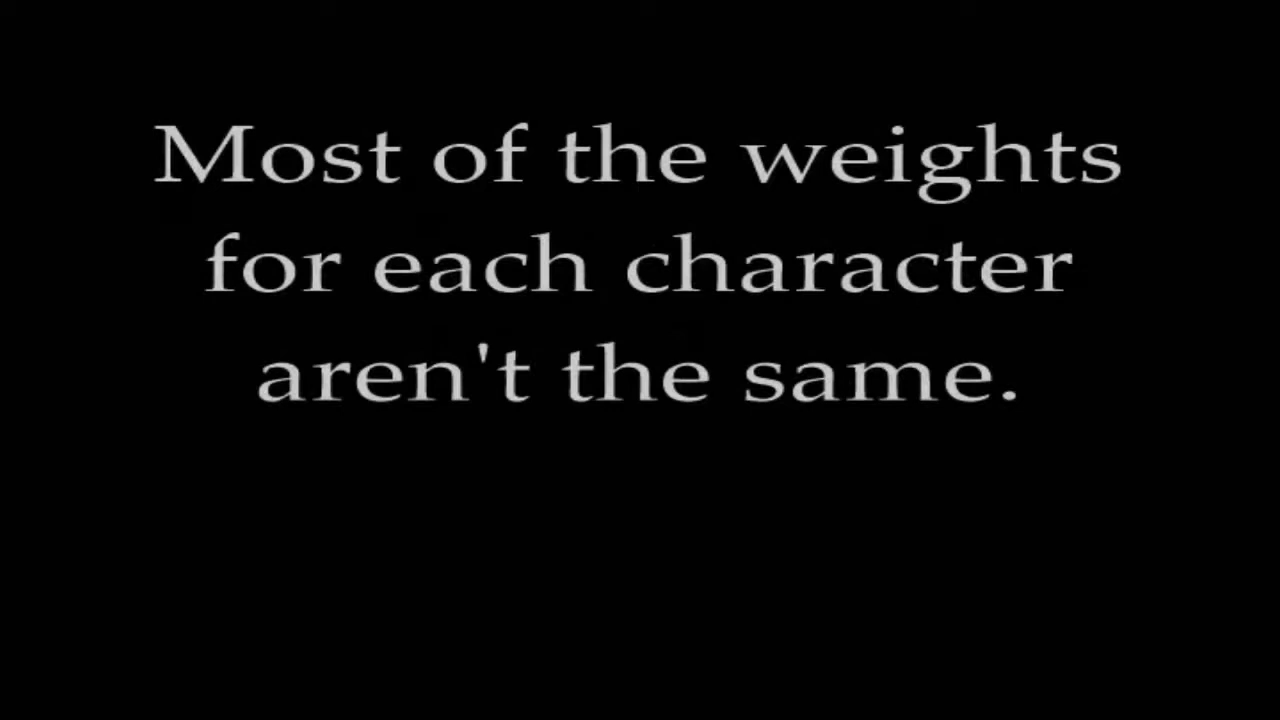 Most of the weights
for each character
aren't the same.